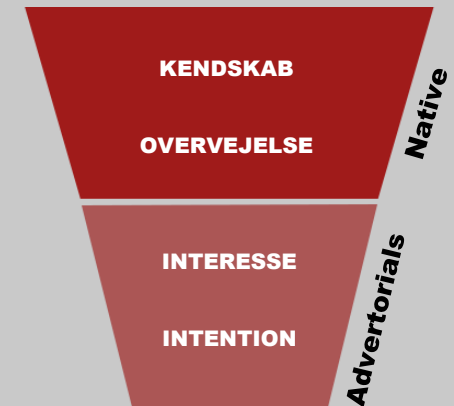 KENDSKAB
OVERVEJELSE
Native
INTERESSE
INTENTION
Advertorials